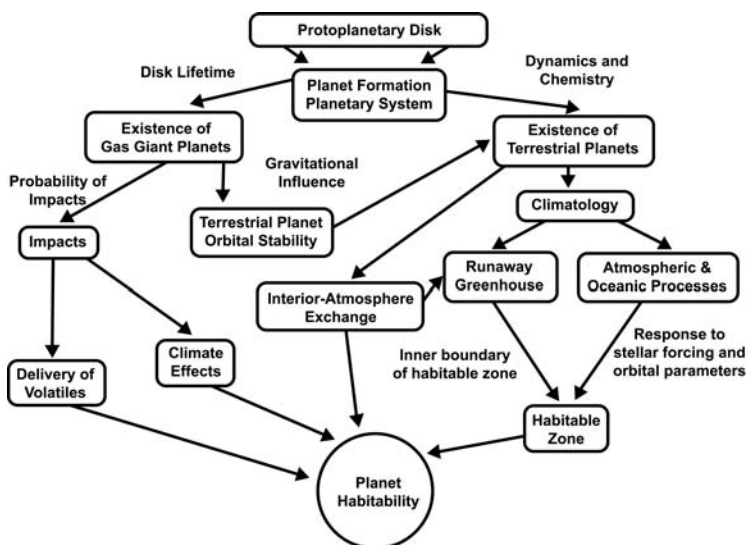 Protoplanetary Disk
Disk Lifetime
Dynamics and
Chemistry
Planet Formation
Planetary System
Existence of
Gas Giant Planets
Existence of
Terrestrial Planets
Gravitational
Influence
Probability of
Impacts
Terrestrial Planet
Orbital Stability
Climatology
Impacts
Interior-Atmosphere
Exchange
Runaway
Greenhouse
Atmospheric &
Oceanic Processes
Delivery of
Volatiles
Climate
Effects
Inner boundary
of habitable zone
Response to
stellar forcing and
orbital parameters
Habitable
Zone
Planet
Habitability